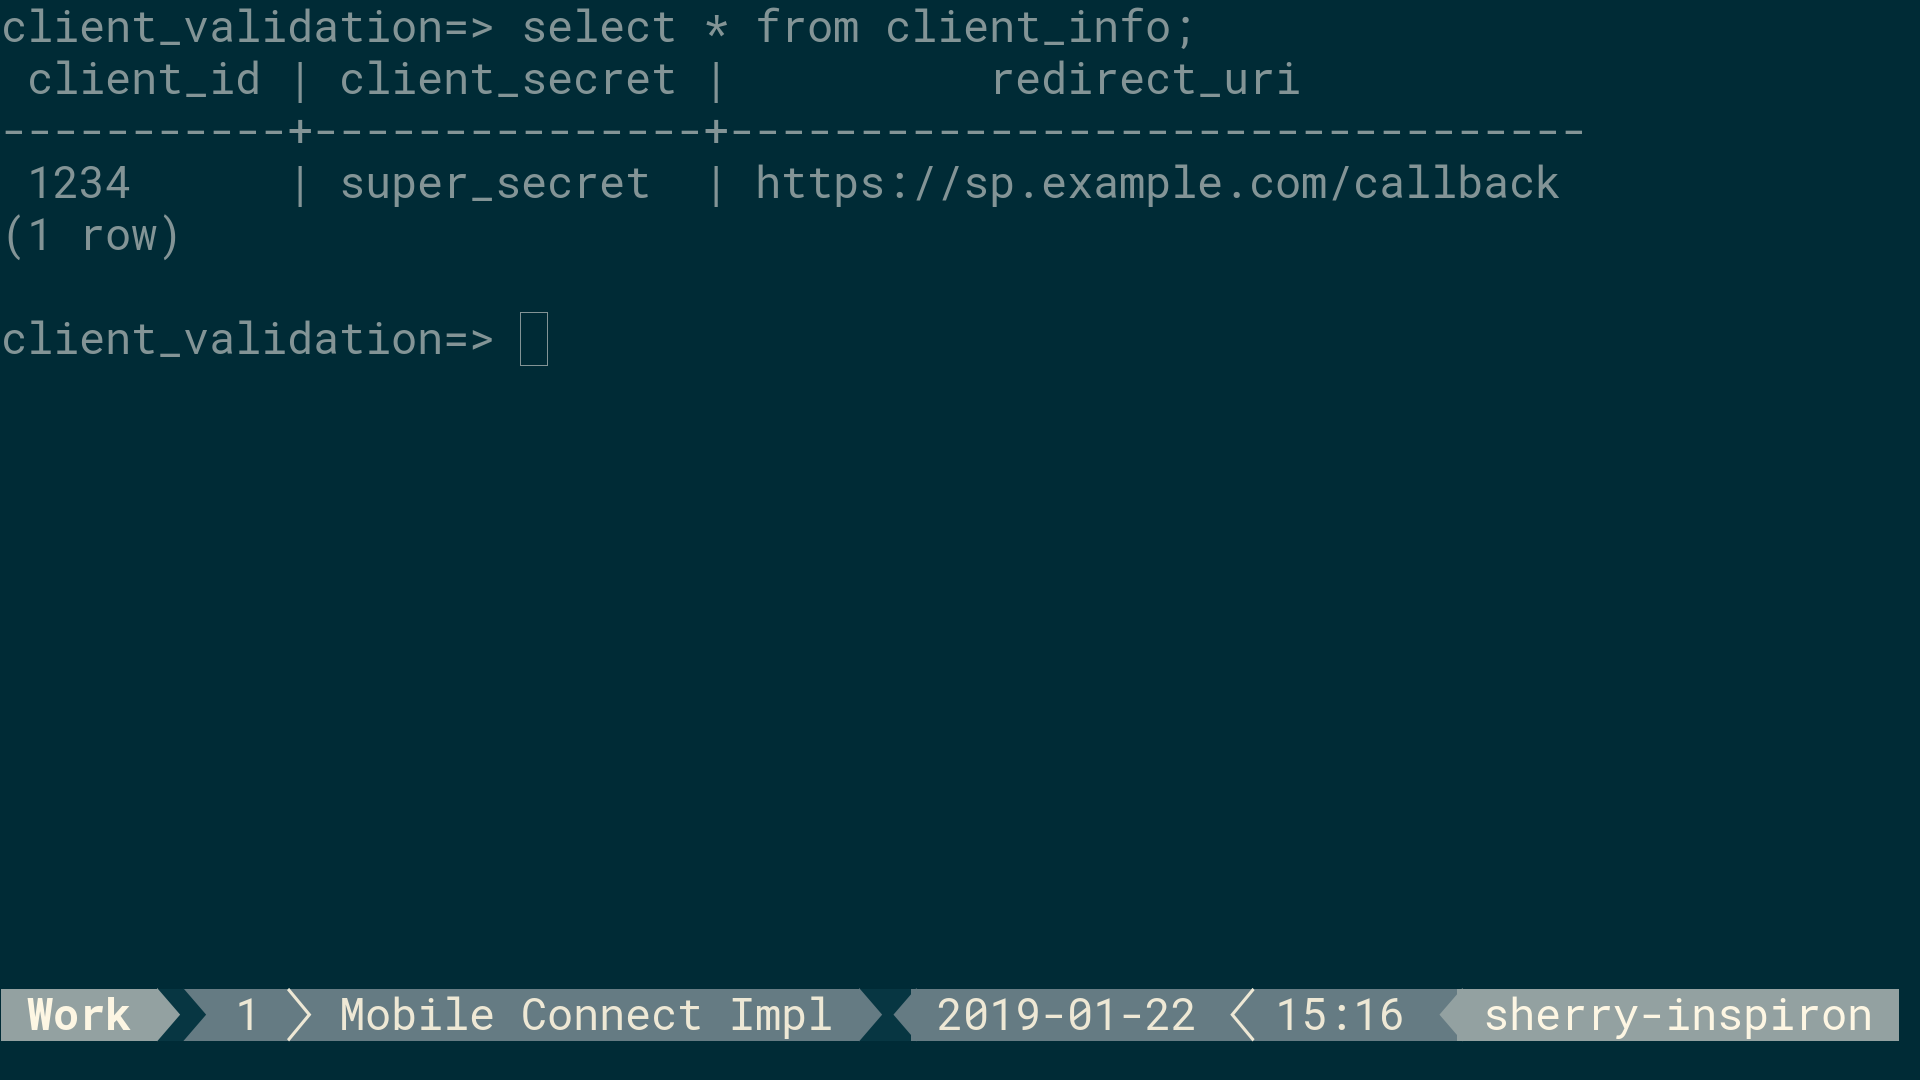 client_validation=> select * from client_info;
 client_id | client_secret |          redirect_uri
-----------+---------------+---------------------------------
 1234      | super_secret  | https://sp.example.com/callback
(1 row)

client_validation=>
Work 1 Mobile Connect Impl 2019-01-22 15:16 sherry-inspiron